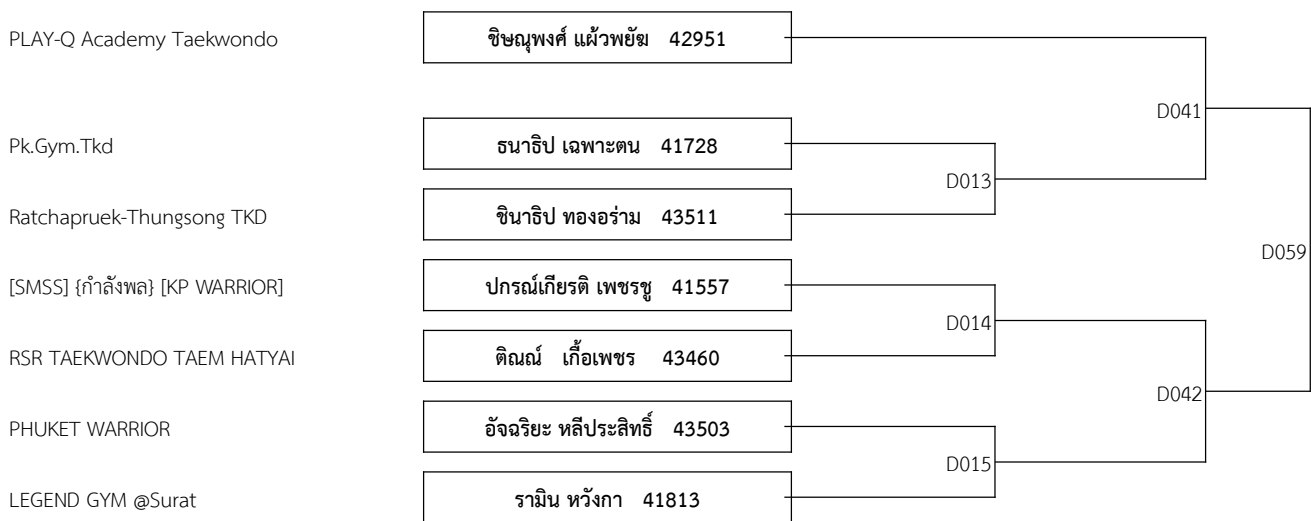 PLAY-Q Academy Taekwondo ชิษณุพงศ์ แผ้วพยัฆ 42951
D041
Pk.Gym.Tkd ธนาธิป เฉพาะตน 41728
D013
Ratchapruek-Thungsong TKD ชินาธิป ทองอร่าม 43511
D059
[SMSS] {กำลังพล} [KP WARRIOR] ปกรณ์เกียรติ เพชรชู 41557
D014
RSR TAEKWONDO TAEM HATYAI ติณณ์ เกื้อเพชร 43460
D042
PHUKET WARRIOR อัจฉริยะ หลีประสิทธิ์ 43503
D015
LEGEND GYM @Surat รามิน หวังกา 41813